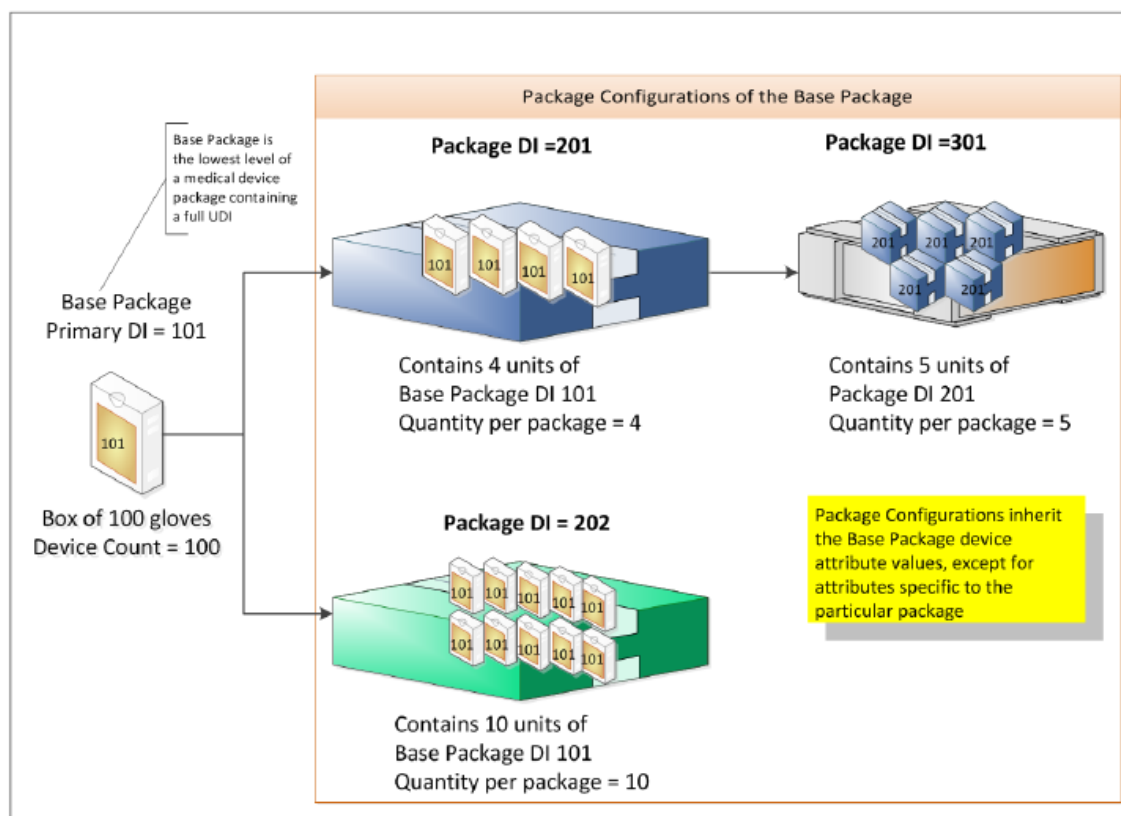 Package Configurations of the Base Package
Base Package is
the lowest level of
a medical device
package containing
a full UDI
Base Package
Primary DI = 101
101
Box of 100 gloves
Device Count = 100
Package DI =201
101
101
101
101
Contains 4 units of
Base Package DI 101
Quantity per package = 4
Package DI =301
201
201
201
201
201
Contains 5 units of
Package DI 201
Quantity per package = 5
Package DI = 202
101
101
101
101
101
101
101
101
101
101
Contains 10 units of
Base Package DI 101
Quantity per package = 10
Package Configurations inherit
the Base Package device
attribute values, except for
attributes specific to the
particular package